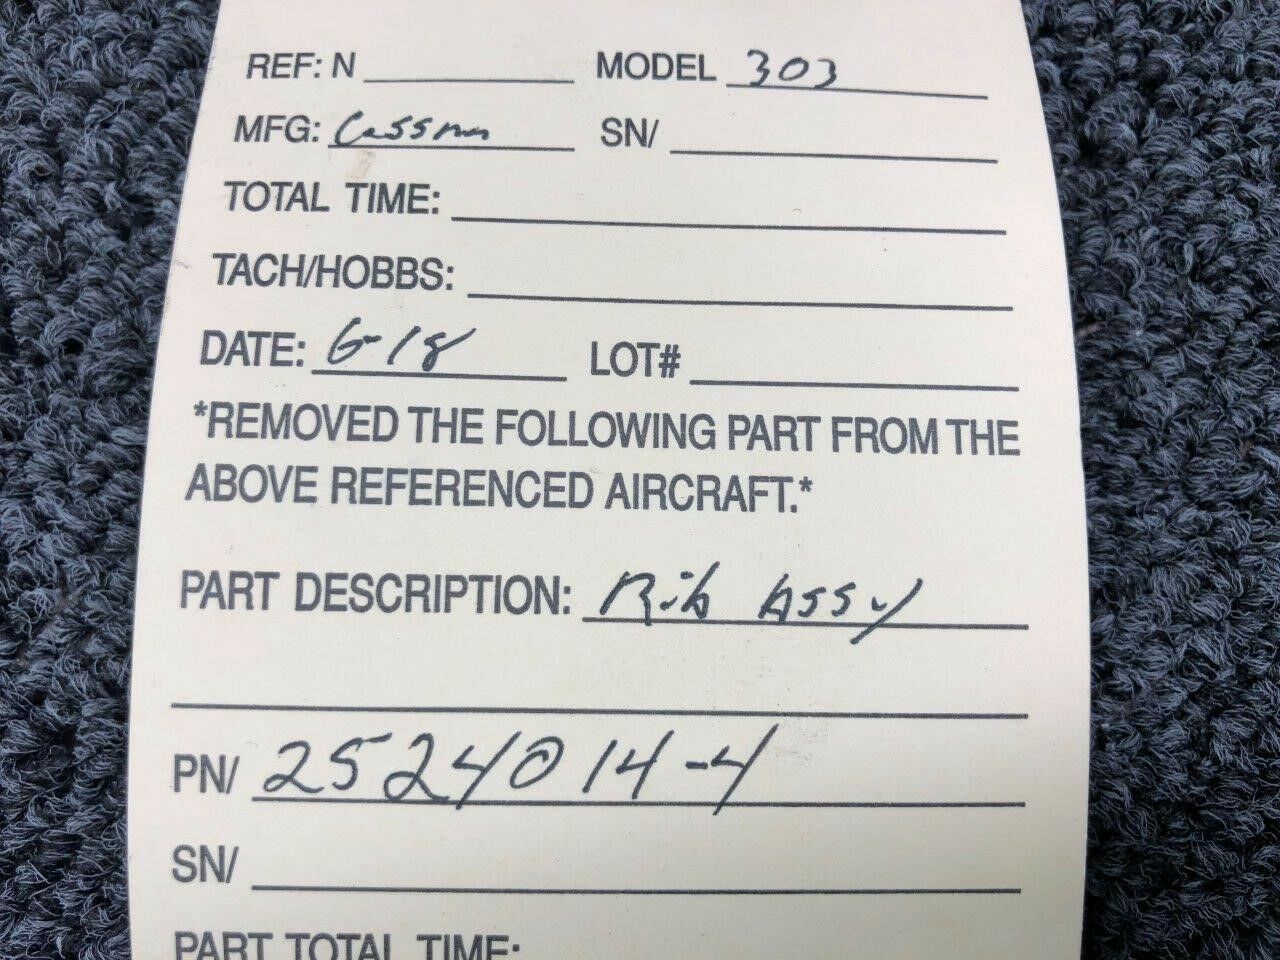 REF: N MODEL 303
MFG: Cessna SN/
TOTAL TIME:
TACH/HOBBS:
DATE: 6-18 LOT#
*REMOVED THE FOLLOWING PART FROM THE
ABOVE REFERENCED AIRCRAFT.*
PART DESCRIPTION: Rib Assy
PN/ 2524014-4
SN/
PART TOTAL TIME: